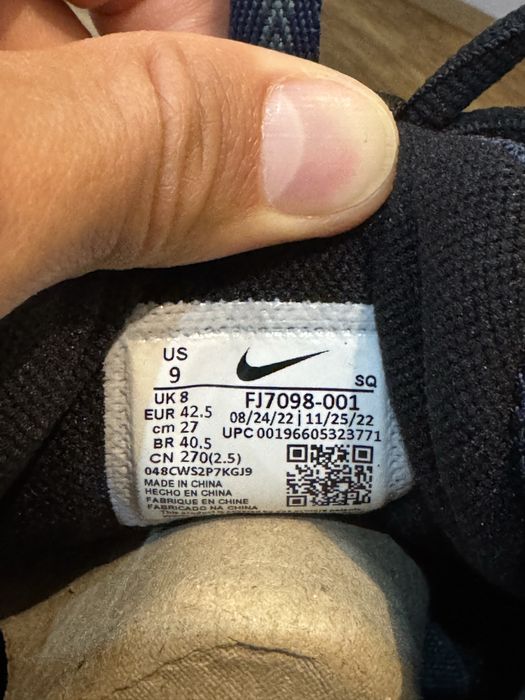 US
9
SQ
UK 8
FJ7098-001
EUR 42.5
08/24/22 | 11/25/22
cm 27
UPC 00196605323771
BR 40.5
CN 270(2.5)
048CWS2P7KGJ9
MADE IN CHINA
HECHO EN CHINA
FABRIQUE EN CHINE
FABRICADO NA CHINA